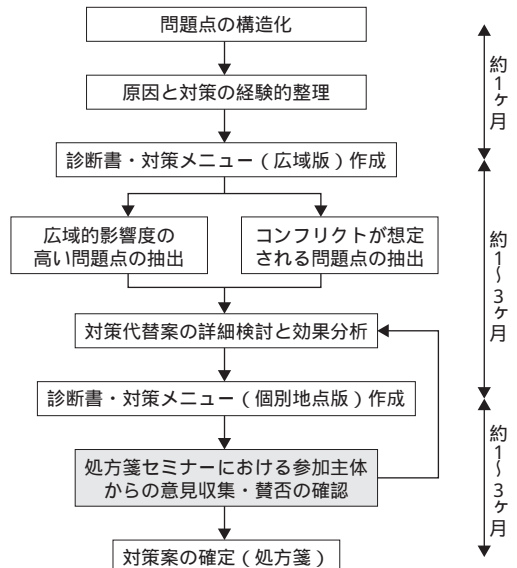 問題点の構造化
原因と対策の経験的整理
診断書・対策メニュー（広域版）作成
広域的影響度の
高い問題点の抽出
コンフリクトが想定
される問題点の抽出
対策代替案の詳細検討と効果分析
診断書・対策メニュー（個別地点版）作成
処方箋セミナーにおける参加主体
からの意見収集・賛否の確認
対策案の確定（処方箋）
約1ヶ月
約1〜3ヶ月
約1〜3ヶ月